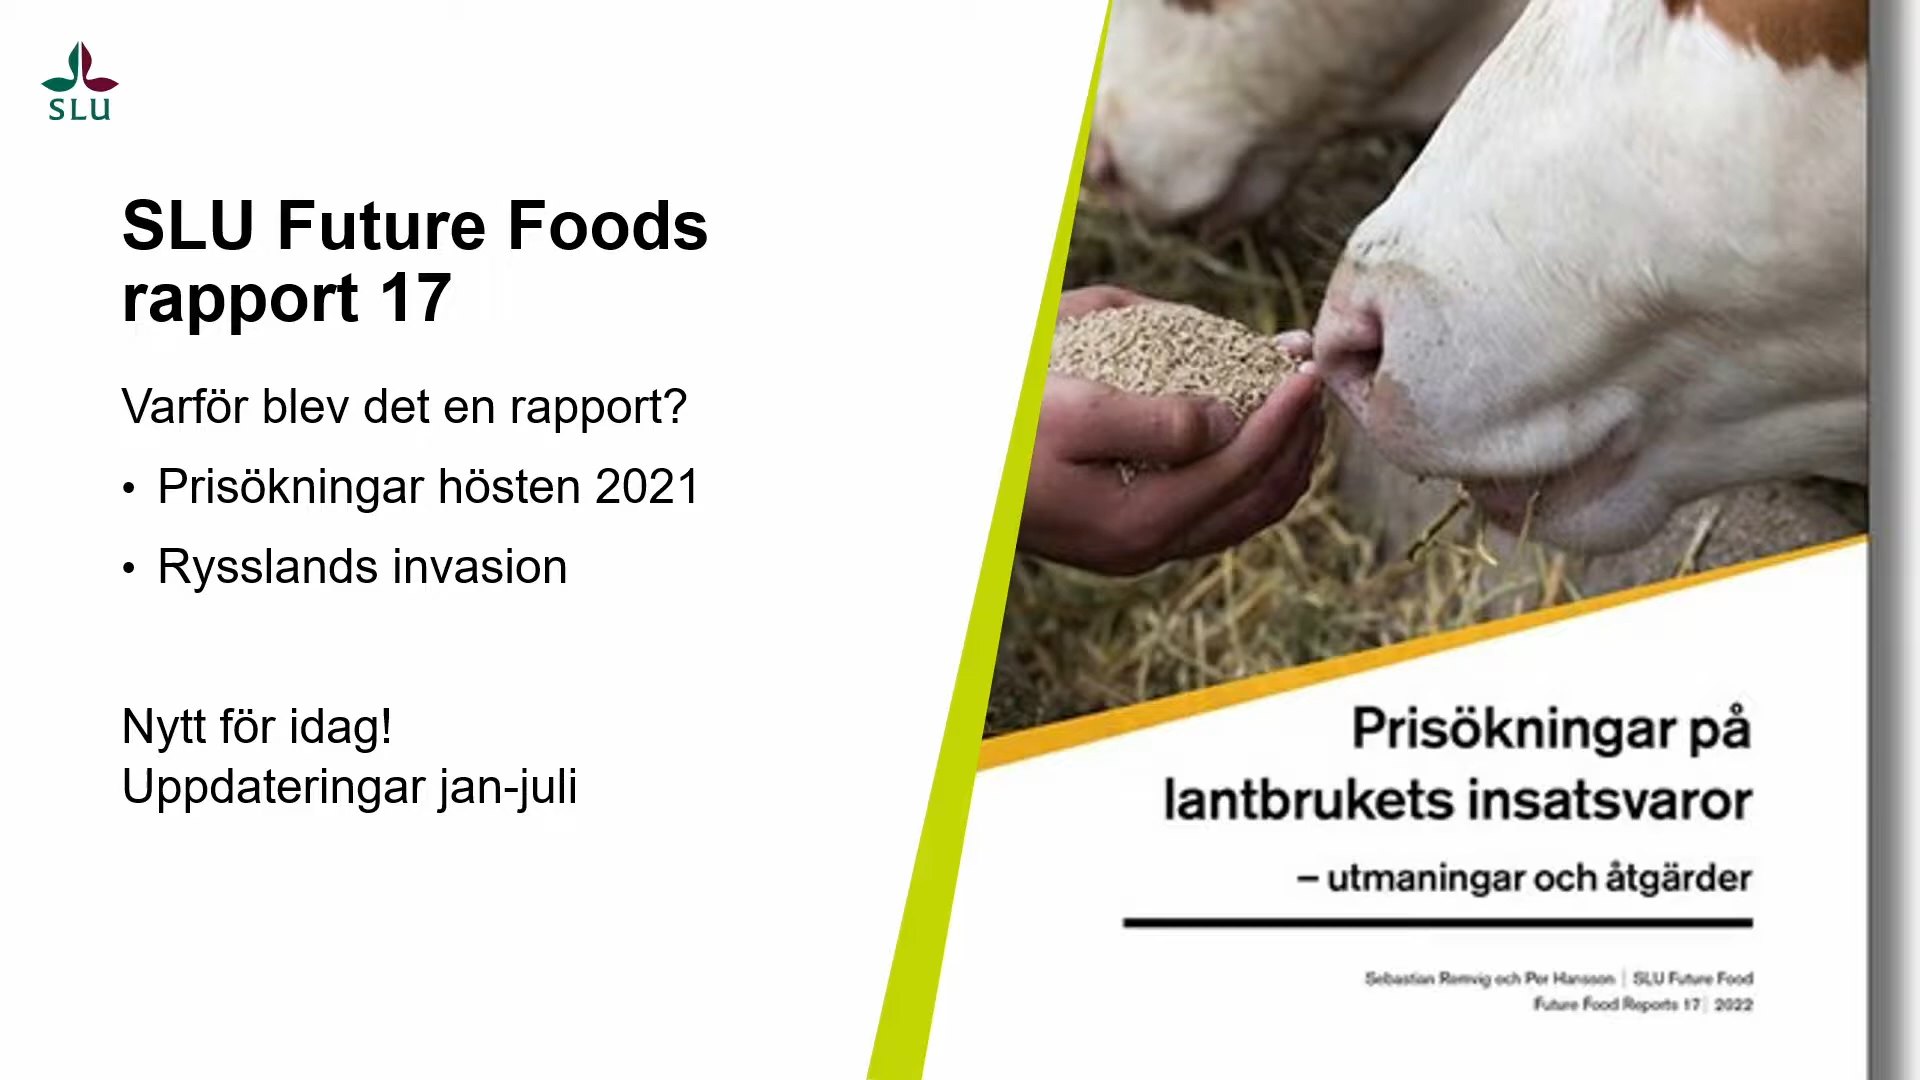 SLU
SLU Future Foods
rapport 17
Varför blev det en rapport?
• Prisökningar hösten 2021
• Rysslands invasion
Nytt för idag!
Uppdateringar jan-juli
Prisökningar på
lantbrukets insatsvaror
– utmaningar och åtgärder
Sebastian Remvig och Per Hansson | SLU Future Food
Future Food Reports 17 | 2022